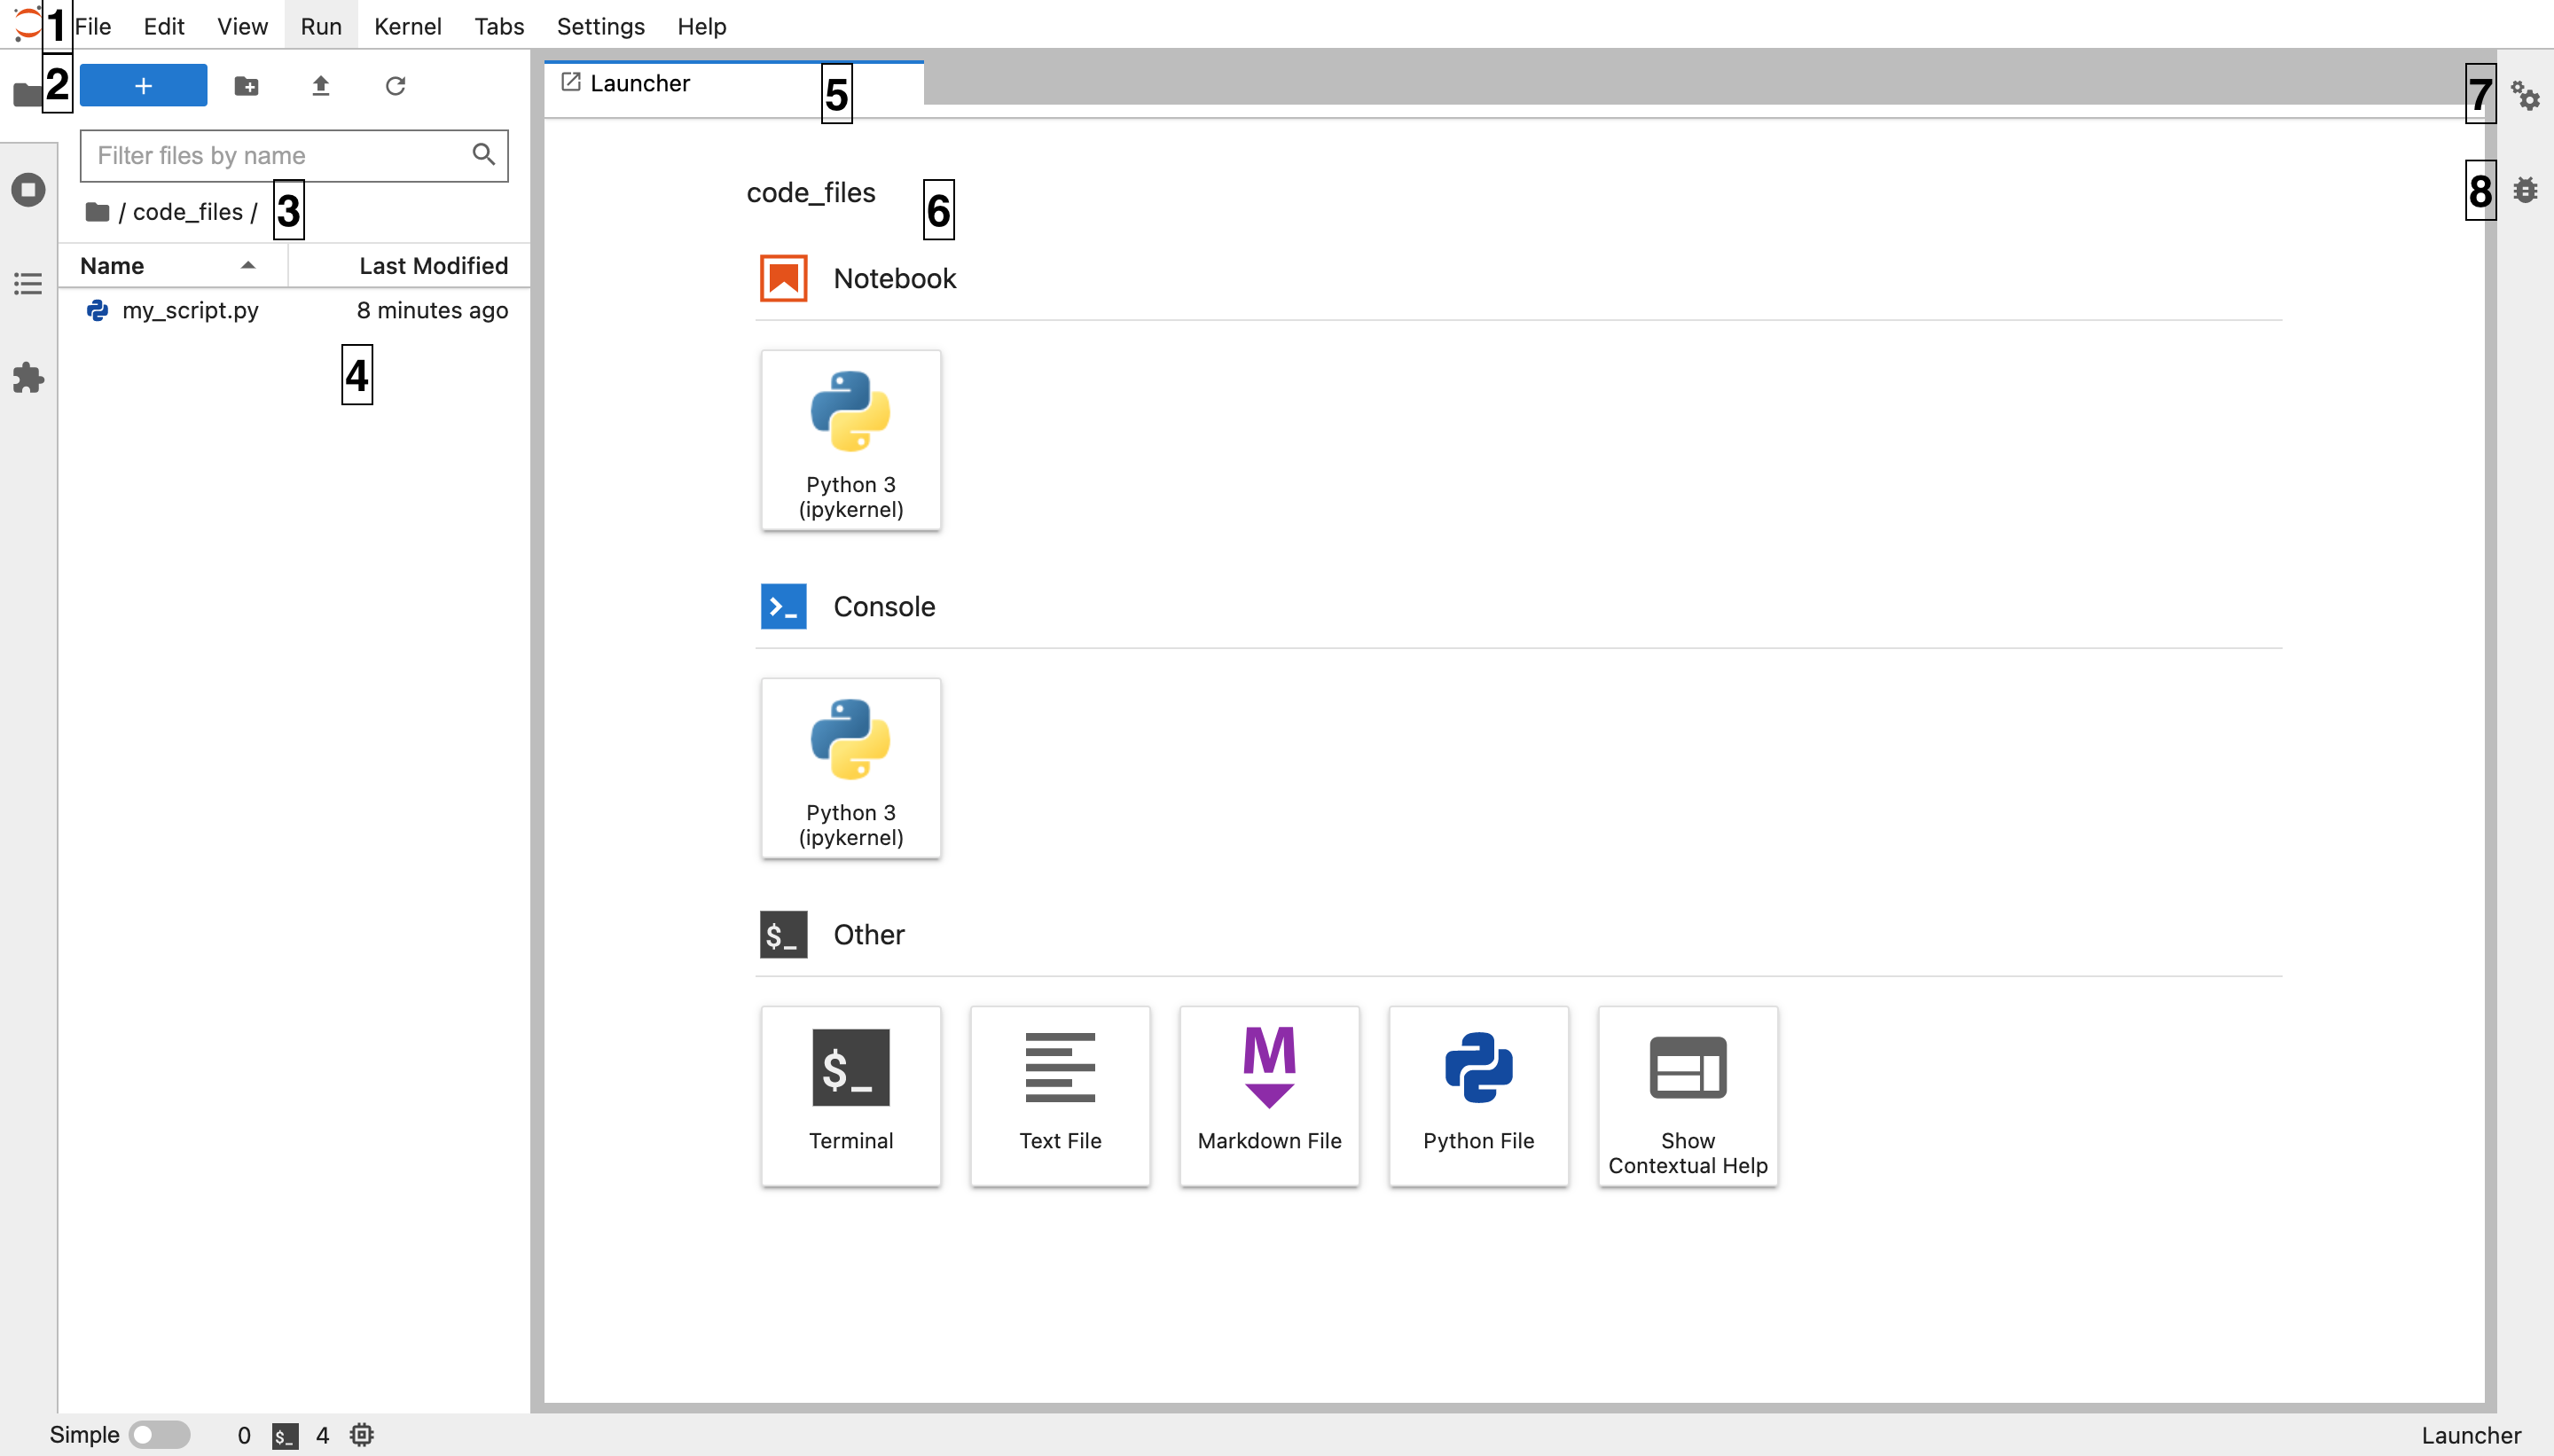 1 File Edit View Run Kernel Tabs Settings Help
2 +
Launcher 5
7
Filter files by name
/ code_files / 3
code_files 6
8
Name Last Modified
my_script.py 8 minutes ago
4
Notebook
Python 3
(ipykernel)
>_ Console
Python 3
(ipykernel)
$_ Other
$_
M
Terminal Text File Markdown File Python File Show
Contextual Help
Simple 0 $_ 4 Launcher